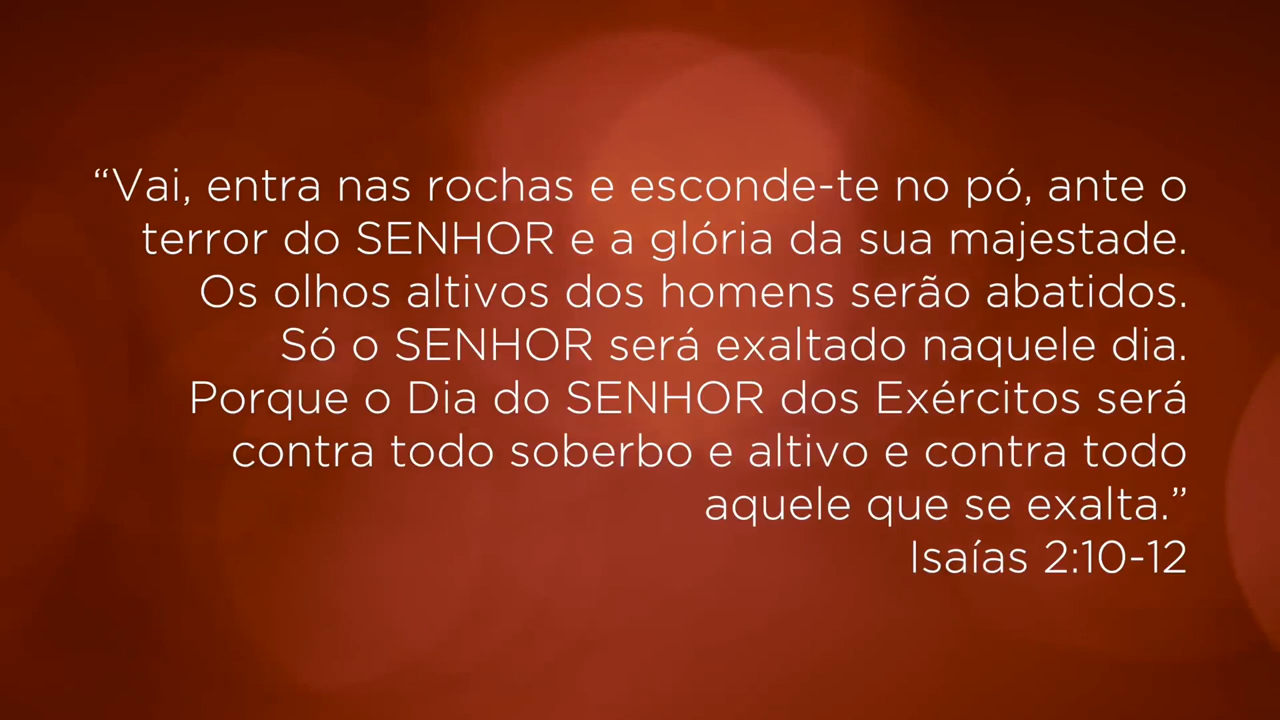 “Vai, entra nas rochas e esconde-te no pó, ante o
terror do SENHOR e a glória da sua majestade.
Os olhos altivos dos homens serão abatidos.
Só o SENHOR será exaltado naquele dia.
Porque o Dia do SENHOR dos Exércitos será
contra todo soberbo e altivo e contra todo
aquele que se exalta.”
Isaías 2:10-12